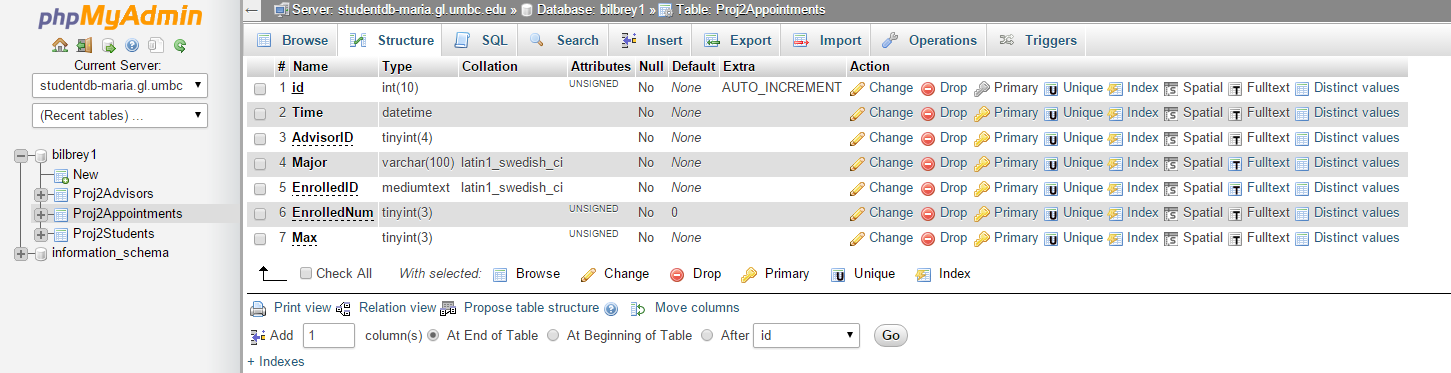 phpMyAdmin
Current Server:
studentdb-maria.gl.umbc
(Recent tables) ...
bilbrey1
New
Proj2Advisors
Proj2Appointments
Proj2Students
information_schema
Server: studentdb-maria.gl.umbc.edu » Database: bilbrey1 » Table: Proj2Appointments
Browse Structure SQL Search Insert Export Import Operations Triggers
# Name Type Collation Attributes Null Default Extra Action
1 id int(10) UNSIGNED No None AUTO_INCREMENT Change Drop Primary Unique Index Spatial Fulltext Distinct values
2 Time datetime No None Change Drop Primary Unique Index Spatial Fulltext Distinct values
3 AdvisorID tinyint(4) No None Change Drop Primary Unique Index Spatial Fulltext Distinct values
4 Major varchar(100) latin1_swedish_ci No None Change Drop Primary Unique Index Spatial Fulltext Distinct values
5 EnrolledID mediumtext latin1_swedish_ci No None Change Drop Primary Unique Index Spatial Fulltext Distinct values
6 EnrolledNum tinyint(3) UNSIGNED No 0 Change Drop Primary Unique Index Spatial Fulltext Distinct values
7 Max tinyint(3) UNSIGNED No None Change Drop Primary Unique Index Spatial Fulltext Distinct values
Check All With selected: Browse Change Drop Primary Unique Index
Print view Relation view Propose table structure Move columns
Add 1 column(s) At End of Table At Beginning of Table After id Go
+ Indexes